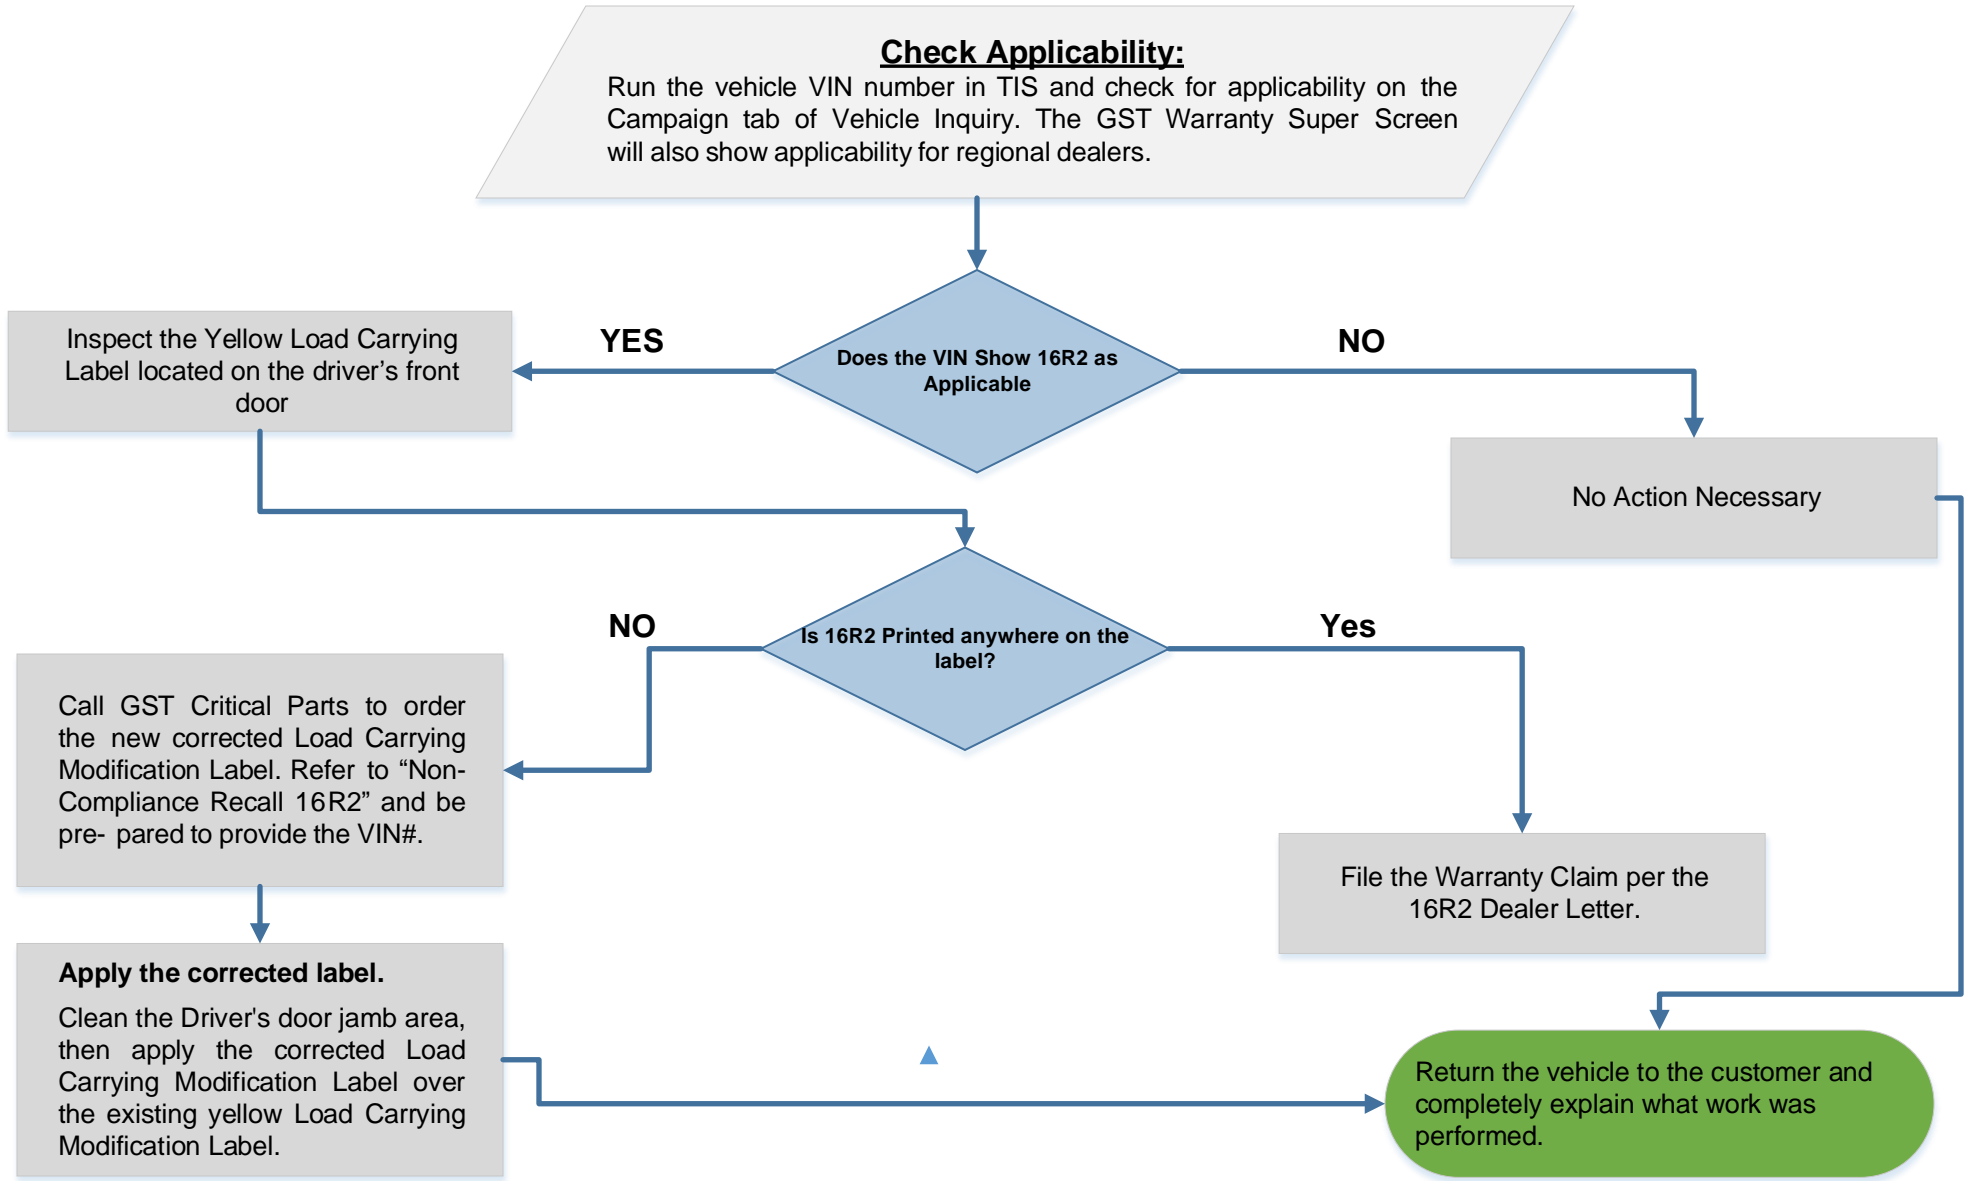 Check Applicability:
Run the vehicle VIN number in TIS and check for applicability on the
Campaign tab of Vehicle Inquiry. The GST Warranty Super Screen
will also show applicability for regional dealers.
YES
NO
Does the VIN Show 16R2 as
Applicable
Inspect the Yellow Load Carrying
Label located on the driver’s front
door
No Action Necessary
NO
Yes
Is 16R2 Printed anywhere on the
label?
Call GST Critical Parts to order
the new corrected Load Carrying
Modification Label. Refer to “Non-
Compliance Recall 16R2” and be
pre- pared to provide the VIN#.
File the Warranty Claim per the
16R2 Dealer Letter.
Apply the corrected label.
Clean the Driver's door jamb area,
then apply the corrected Load
Carrying Modification Label over
the existing yellow Load Carrying
Modification Label.
Return the vehicle to the customer and
completely explain what work was
performed.